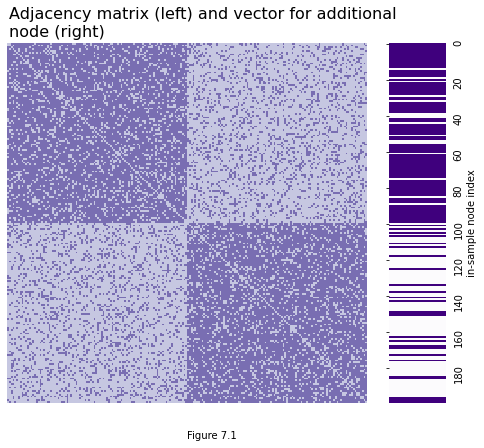 Adjacency matrix (left) and vector for additional
node (right)
0
20
40
60
80
100
120
140
160
180
in-sample node index
Figure 7.1